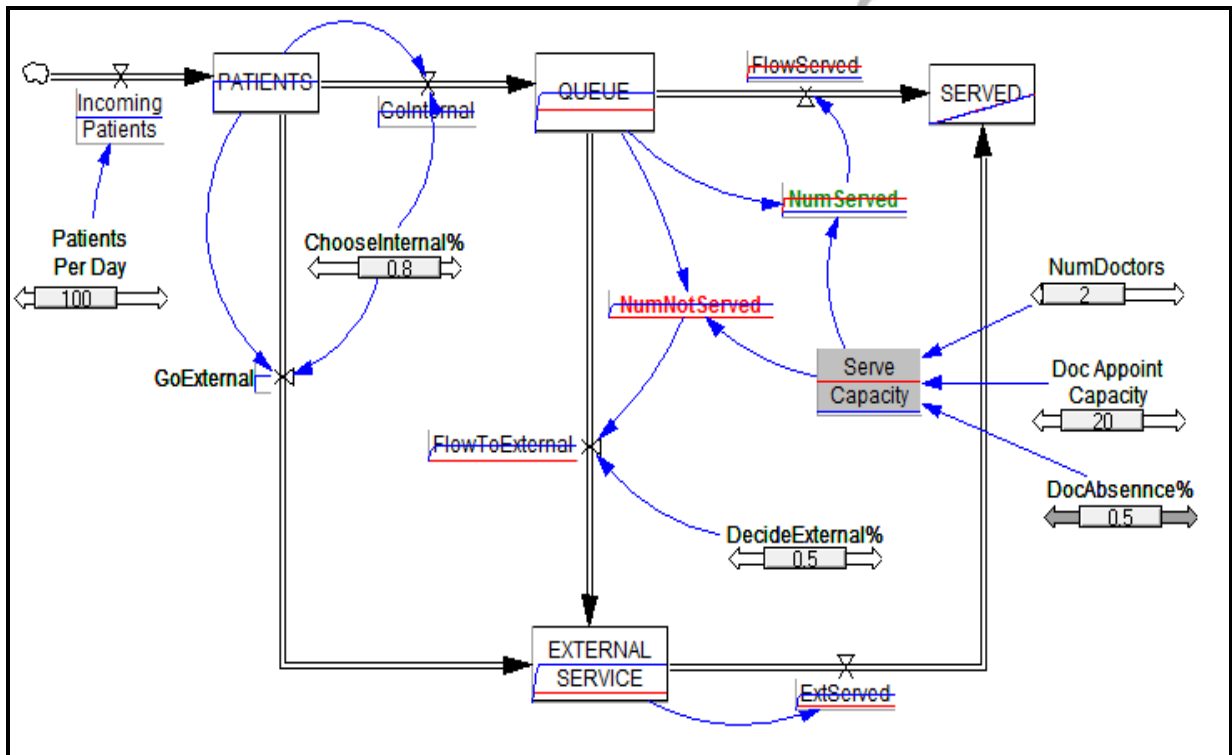 PATIENTS
QUEUE
FlowServed
SERVED
Incoming
Patients
GoInternal
NumServed
Patients
Per Day
100
ChooseInternal%
0.8
NumDoctors
2
NumNotServed
Serve
Capacity
Doc Appoint
Capacity
20
GoExternal
FlowToExternal
DocAbsennce%
0.5
DecideExternal%
0.5
EXTERNAL
SERVICE
ExtServed